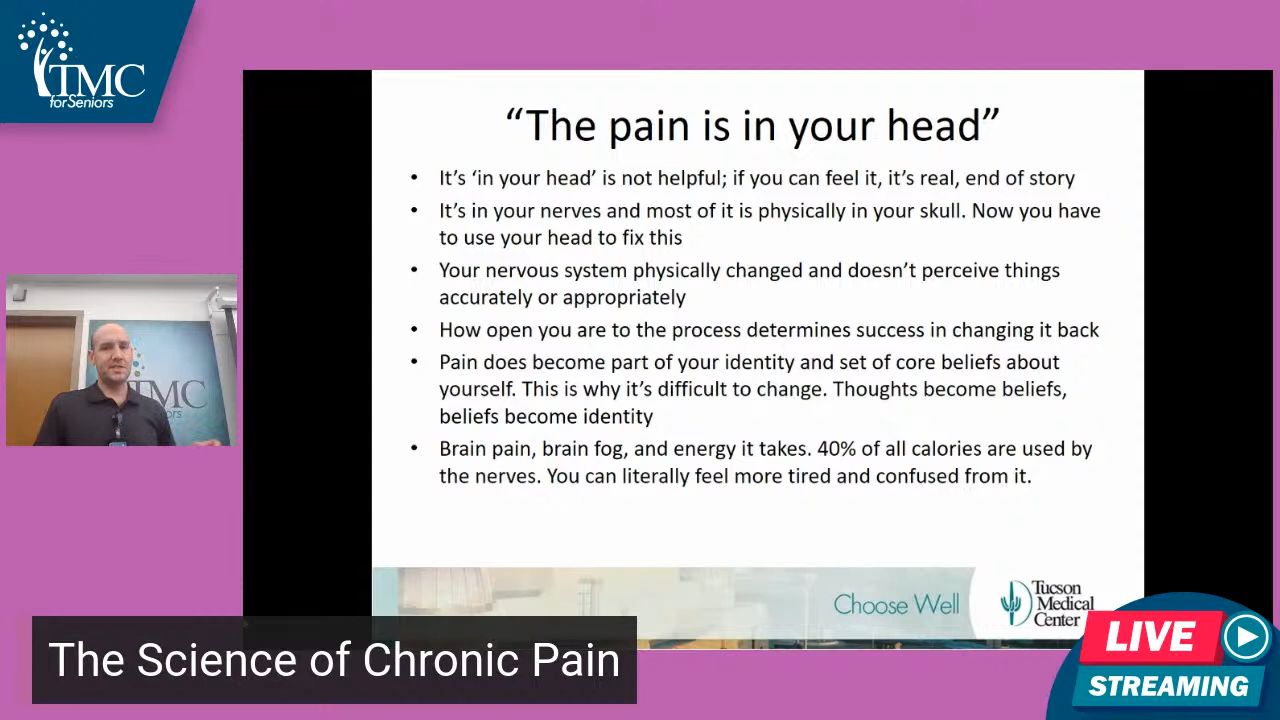 TMC
for Seniors
“The pain is in your head”
• It’s ‘in your head’ is not helpful; if you can feel it, it’s real, end of story
• It’s in your nerves and most of it is physically in your skull. Now you have
to use your head to fix this
• Your nervous system physically changed and doesn’t perceive things
accurately or appropriately
• How open you are to the process determines success in changing it back
• Pain does become part of your identity and set of core beliefs about
yourself. This is why it’s difficult to change. Thoughts become beliefs,
beliefs become identity
• Brain pain, brain fog, and energy it takes. 40% of all calories are used by
the nerves. You can literally feel more tired and confused from it.
TMC
Choose Well
Tucson
Medical
Center
The Science of Chronic Pain
LIVE
STREAMING